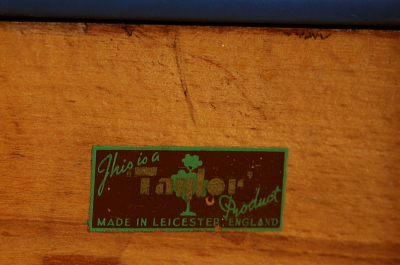 This is a
'Taylor'
Product
MADE IN LEICESTER, ENGLAND